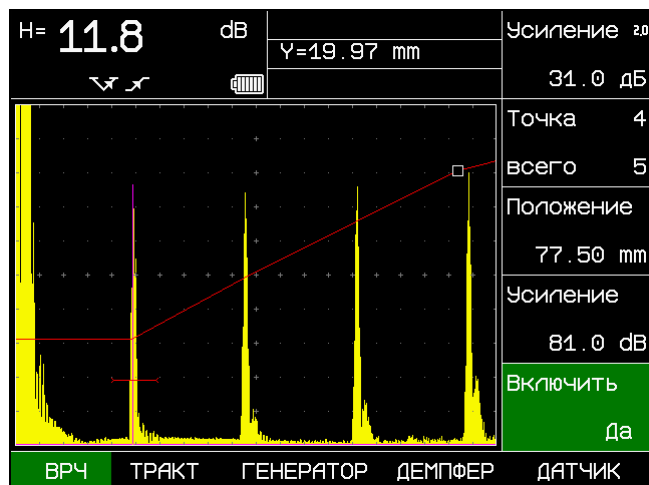 H= 11.8 dB
Y=19.97 mm
Усиление 2,0
31.0 дБ
Точка 4
всего 5
Положение
77.50 mm
Усиление
81.0 dB
Включить
Да
ВРЧ ТРАКТ ГЕНЕРАТОР ДЕМПФЕР ДАТЧИК